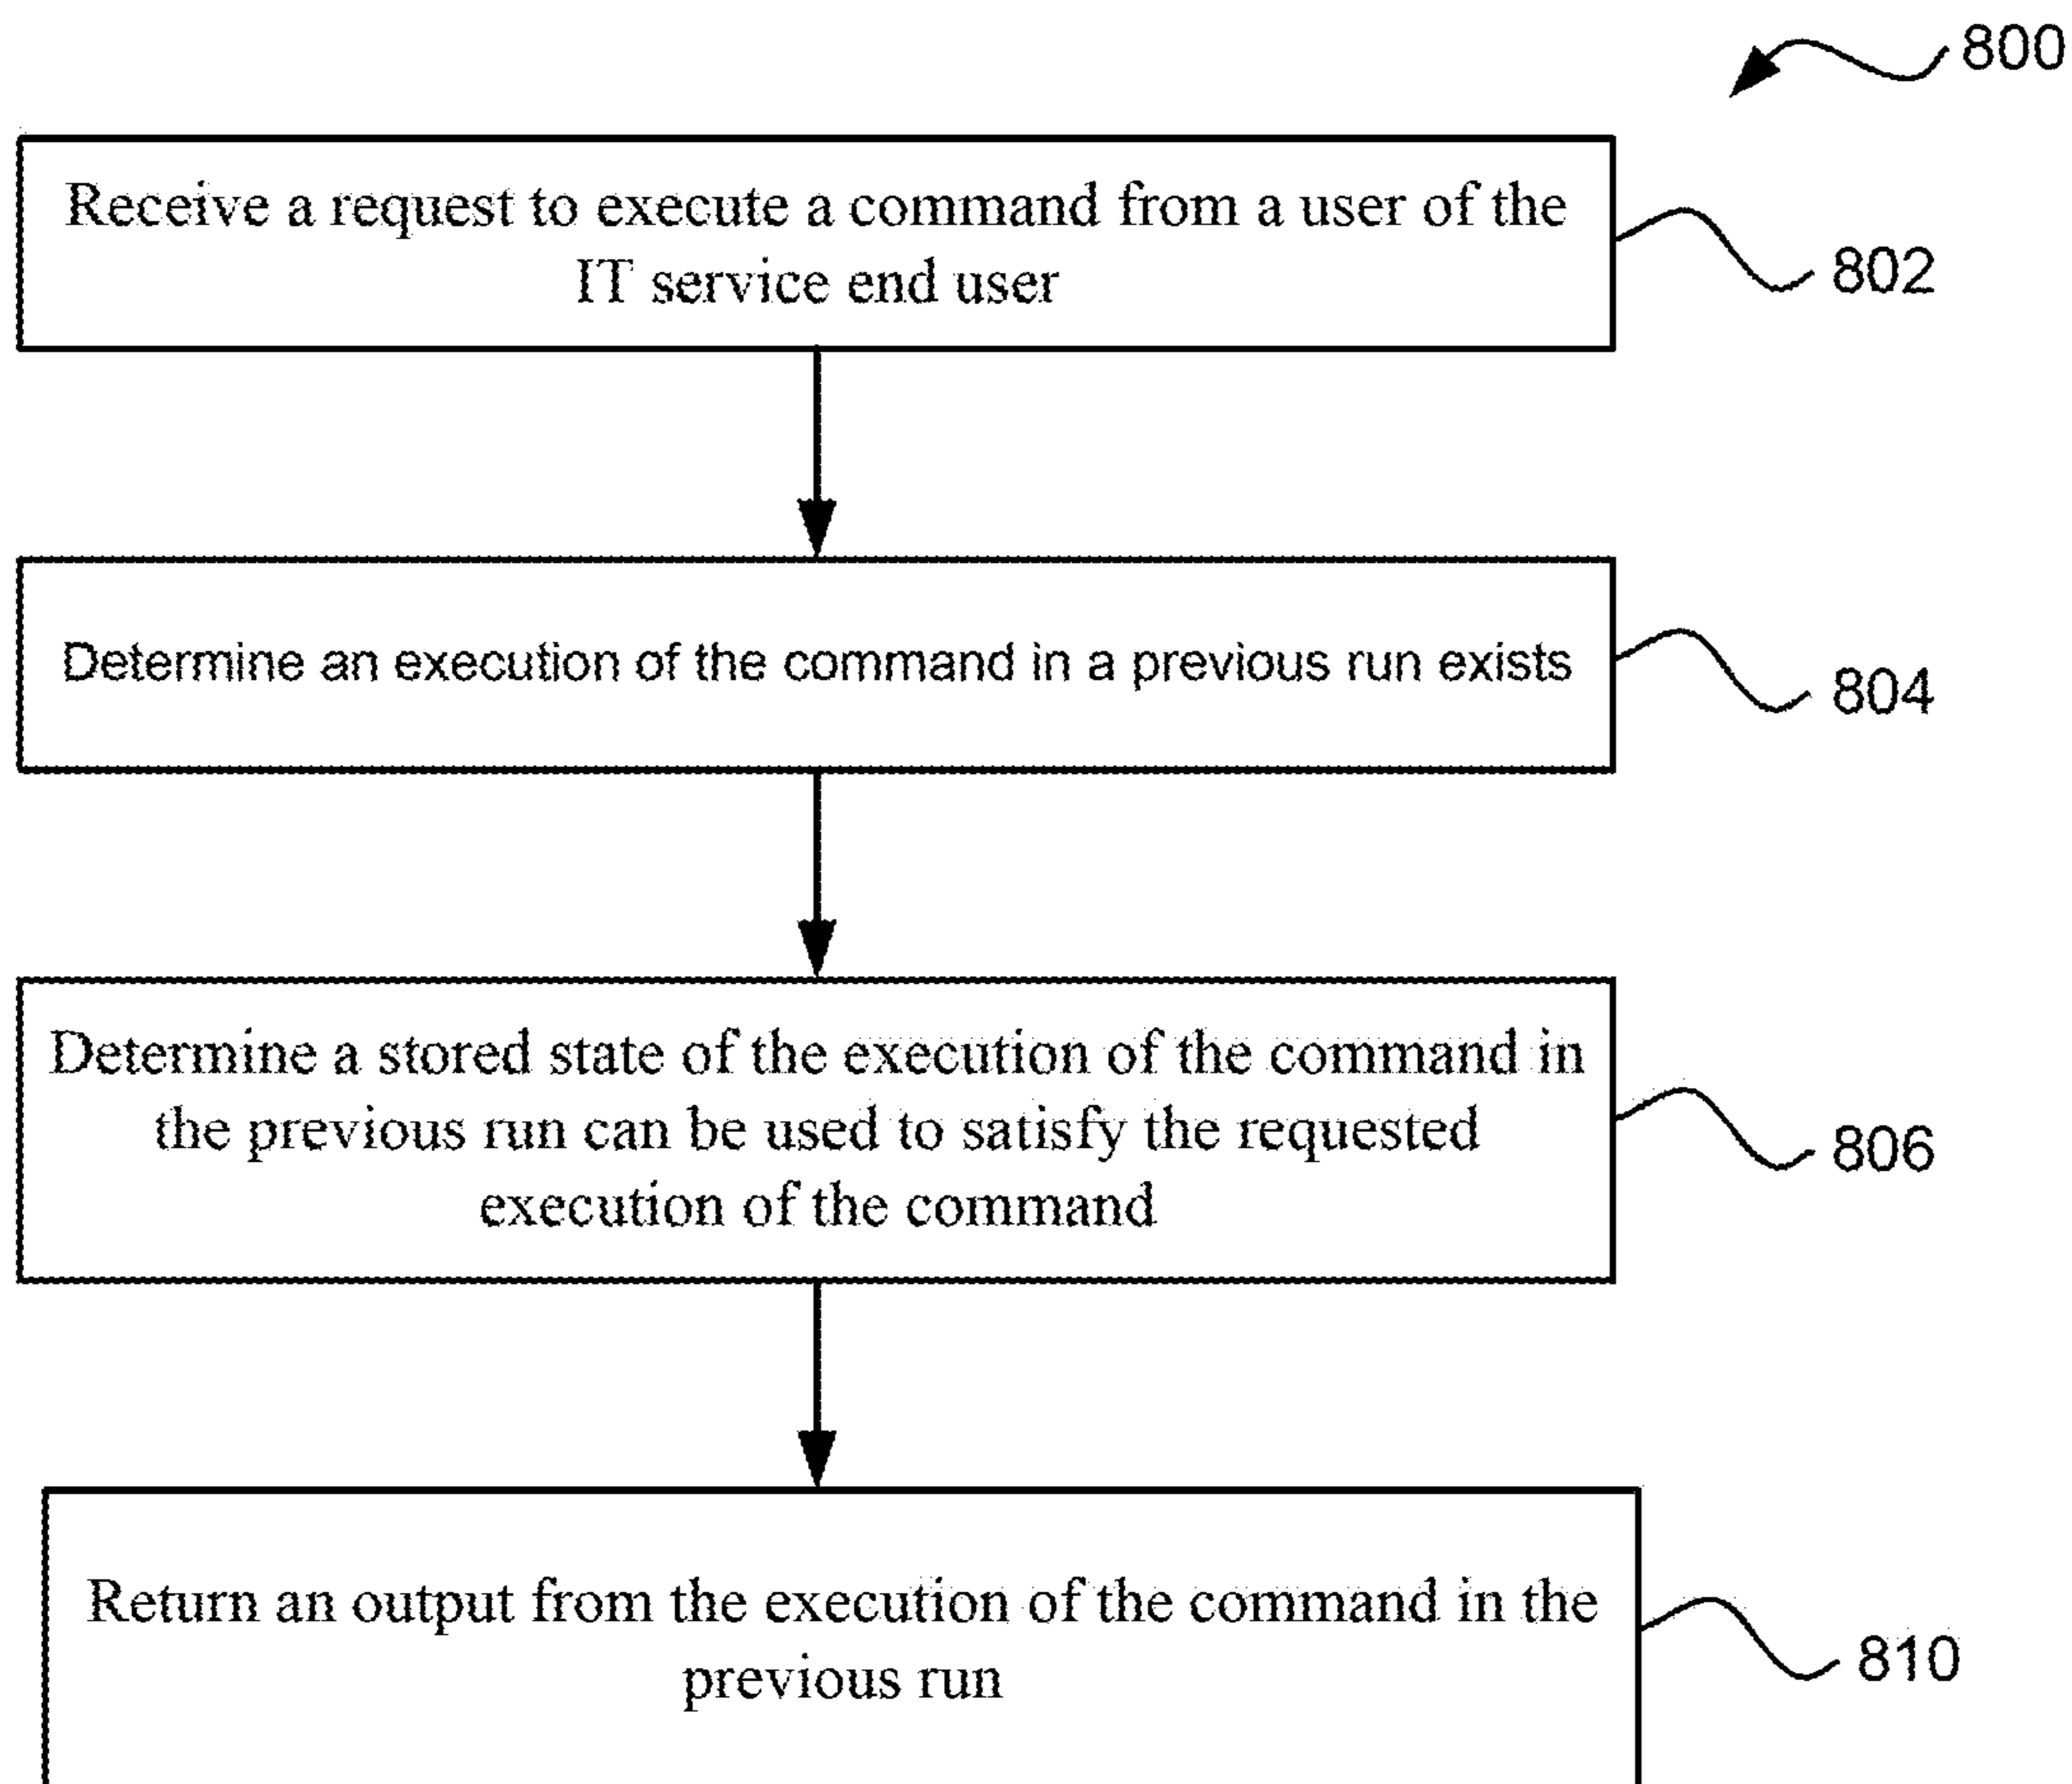 800
Receive a request to execute a command from a user of the
IT service end user
802
Determine an execution of the command in a previous run exists
804
Determine a stored state of the execution of the command in
the previous run can be used to satisfy the requested
execution of the command
806
Return an output from the execution of the command in the
previous run
810